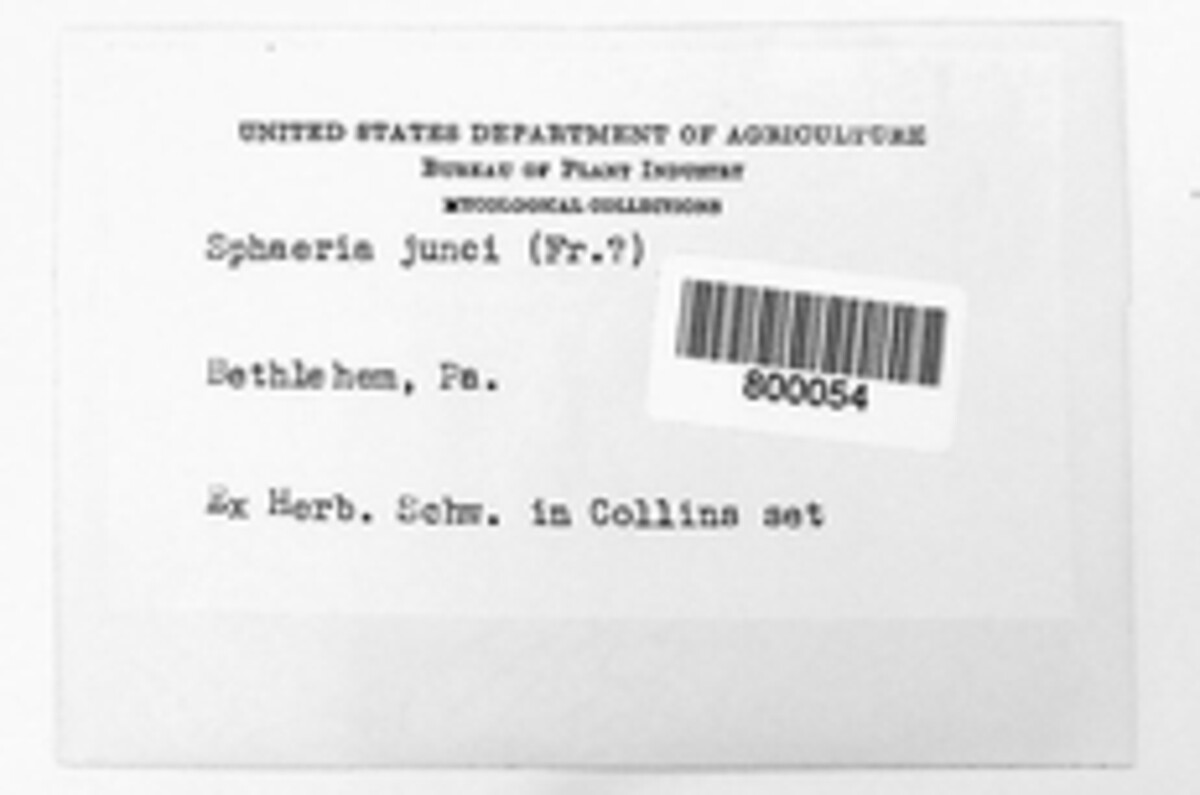 UNITED STATES DEPARTMENT OF AGRICULTURE
BUREAU OF PLANT INDUSTRY
MYCOLOGICAL COLLECTIONS
Sphaeria junci (Fr.?)
800054
Bethlehem, Pa.
Ex Herb. Schw. in Collins set